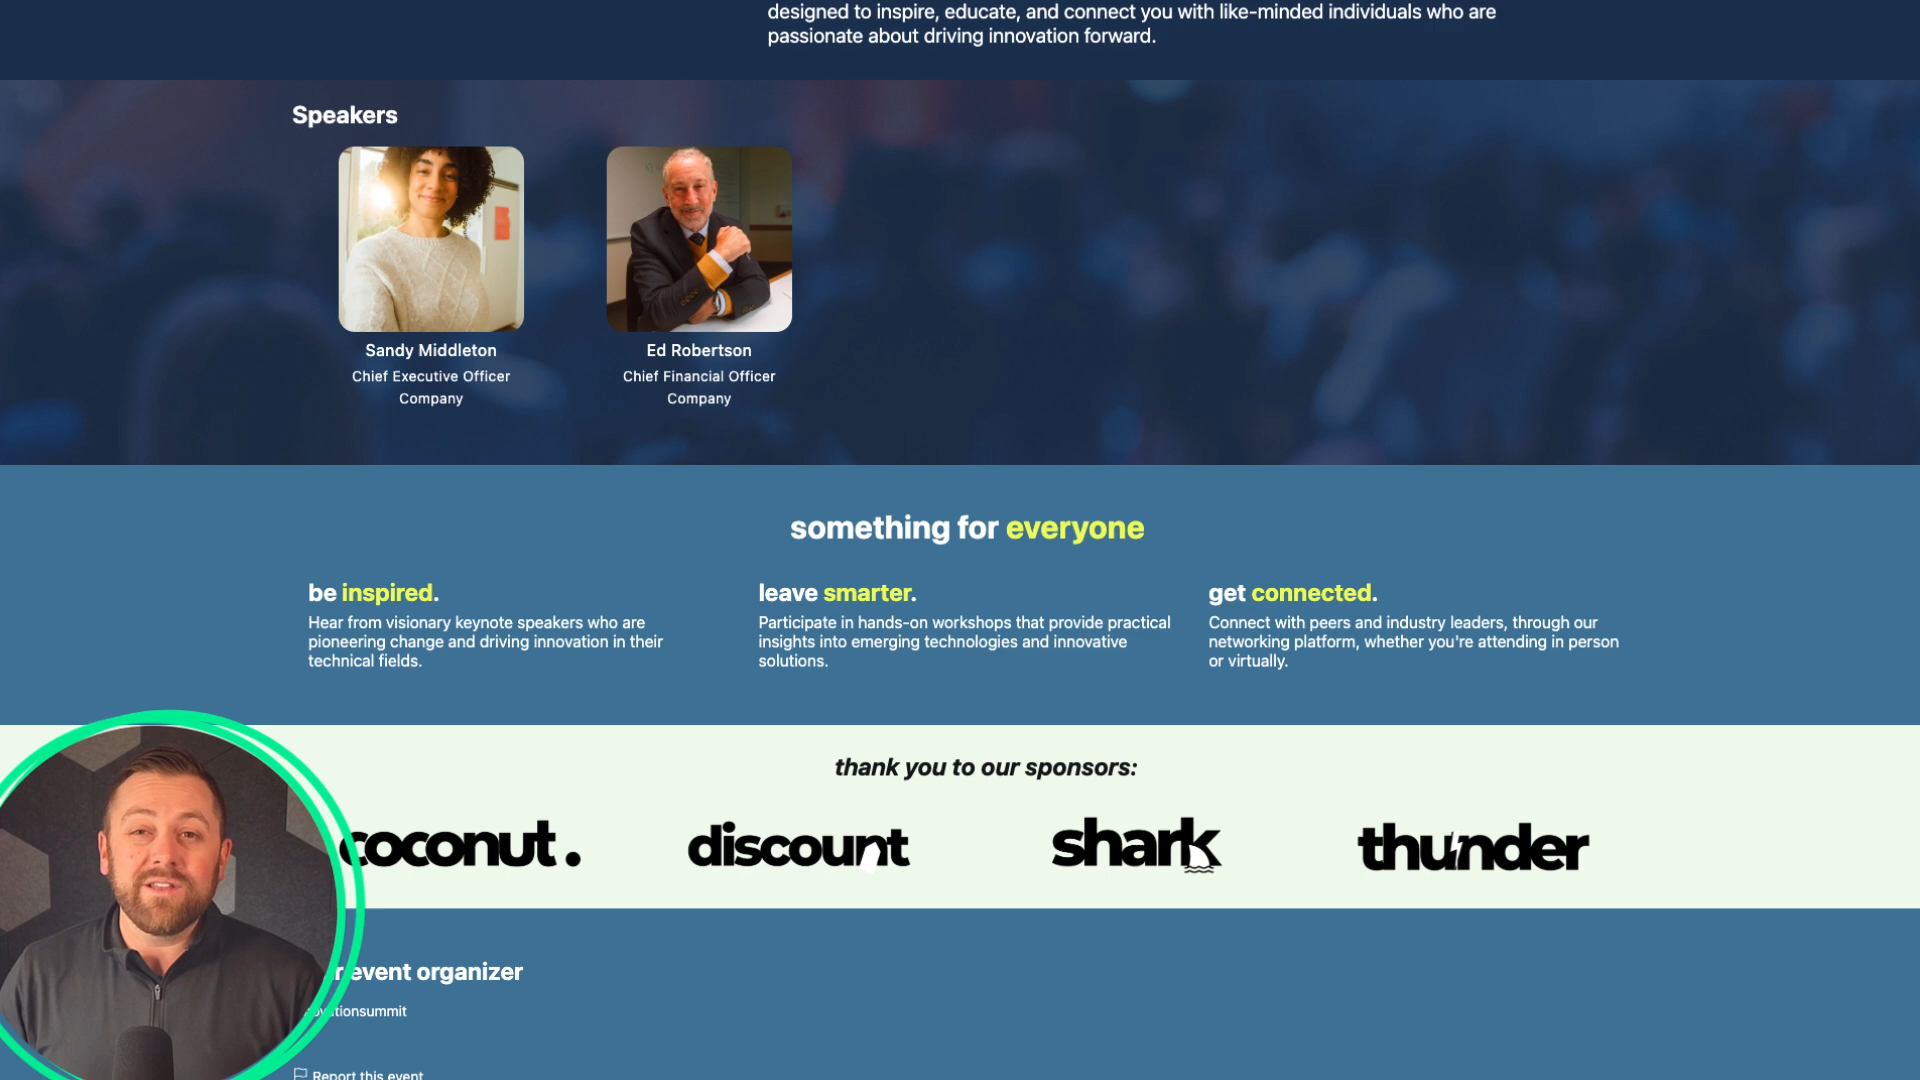 designed to inspire, educate, and connect you with like-minded individuals who are
passionate about driving innovation forward.
Speakers
Sandy Middleton
Chief Executive Officer
Company
Ed Robertson
Chief Financial Officer
Company
something for everyone
be inspired.
Hear from visionary keynote speakers who are
pioneering change and driving innovation in their
technical fields.
leave smarter.
Participate in hands-on workshops that provide practical
insights into emerging technologies and innovative
solutions.
get connected.
Connect with peers and industry leaders, through our
networking platform, whether you're attending in person
or virtually.
thank you to our sponsors:
coconut.
discount
shark
thunder
event organizer
Report this event